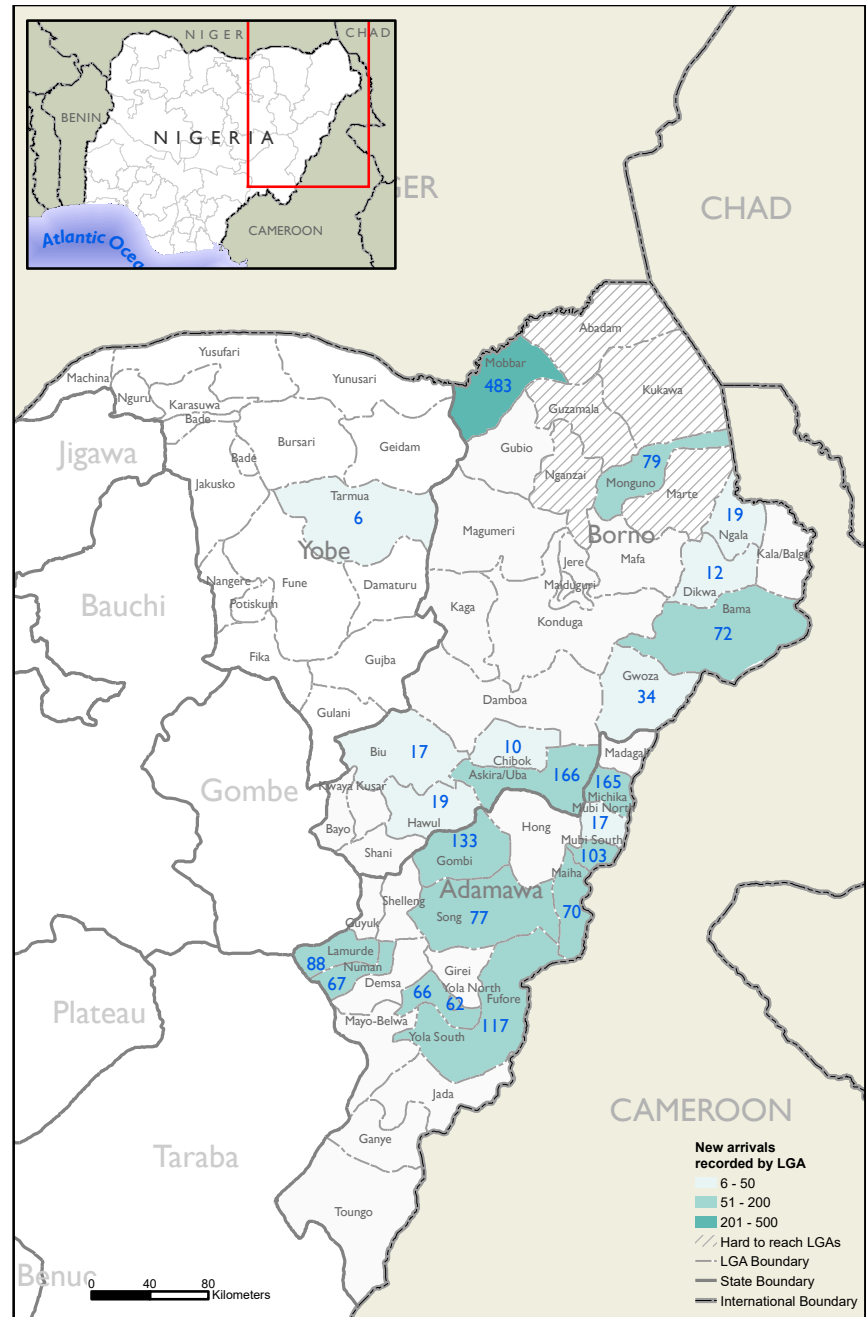 NIGER
CHAD
BENIN
NIGERIA
CAMEROON
Atlantic Ocea
GER
CHAD
Abadam
Mobbar
483
Yusufari
Machina
Yunusari
Kukawa
Nguru
Karasuwa
Guzamala
Bade
Bursari
Geidam
Gubio
Jigawa
Bade
79
Nganzai
Monguno
Jakusko
Tarmua
Marte
6
19
Magumeri
Borno
Ngala
Yobe
Jere
Mafa
Kala/Balge
Nangere
Fune
Damaturu
12
Maiduguri
Dikwa
Bauchi
Potiskum
Kaga
Bama
Konduga
72
Fika
Gujba
Gwoza
34
Damboa
Gulani
Biu
17
10
Chibok
Madagali
Gombe
Askira/Uba
166
165
Kwaya Kusar
Michika
19
Mubi North
Bayo
Hawul
Hong
17
133
Mubi South
Shani
Gombi
103
Maiha
Adamawa
Shelleng
Song
77
70
Guyuk
Lamurde
88
Numan
Girei
67
Demsa
66
Yola North
62
Fufore
Plateau
Mayo-Belwa
117
Yola South
Jada
CAMEROON
Ganye
Taraba
Toungo
Benue
New arrivals
recorded by LGA
6 - 50
51 - 200
201 - 500
Hard to reach LGAs
LGA Boundary
State Boundary
International Boundary
0 40 80
Kilometers